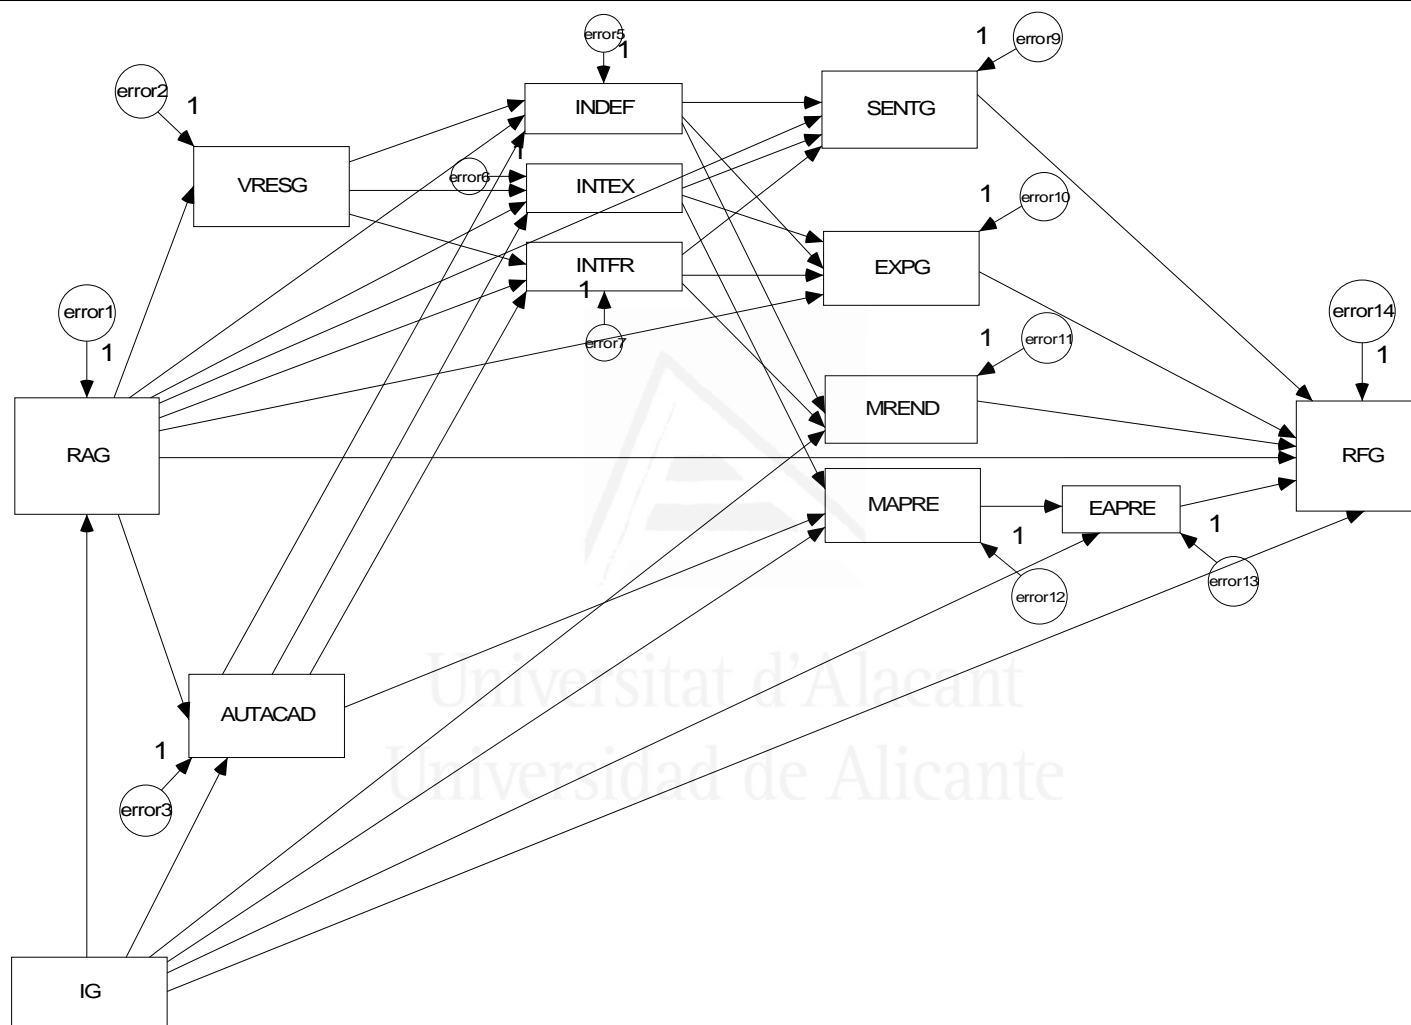 error5
1
error9
1
error2
1
INDEF
SENTG
1
error6
VRESG
INTEX
1
error10
INTFR
1
EXPG
error1
1
error7
1
error11
error14
1
MREND
RAG
RFG
MAPRE
EAPRE
1
1
error12
error13
Universitat d'Alacant
AUTACAD
1
Universidad de Alicante
error3
IG